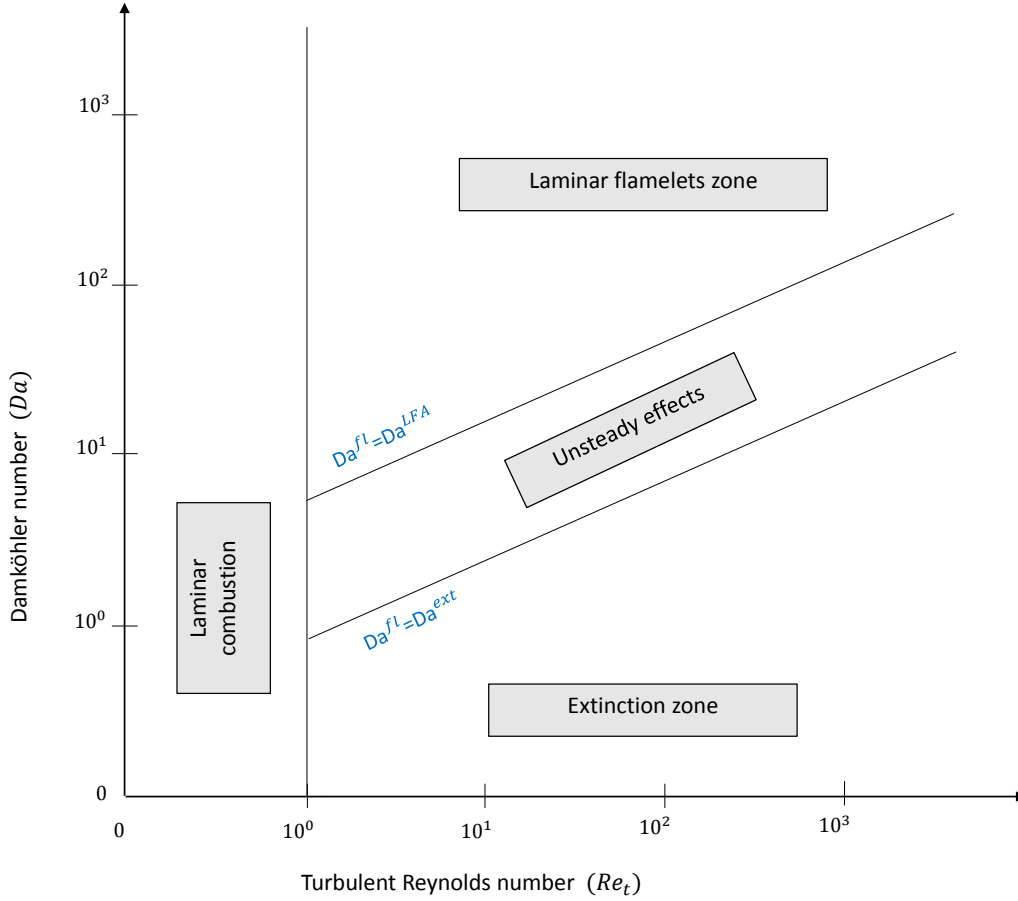 10³
Laminar flamelets zone
10²
Da^{fl}=Da^{LFA}
Unsteady effects
10¹
Damköhler number (Da)
Laminar
combustion
10⁰
Da^{fl}=Da^{ext}
Extinction zone
0
0
10⁰
10¹
10²
10³
Turbulent Reynolds number (Re_t)